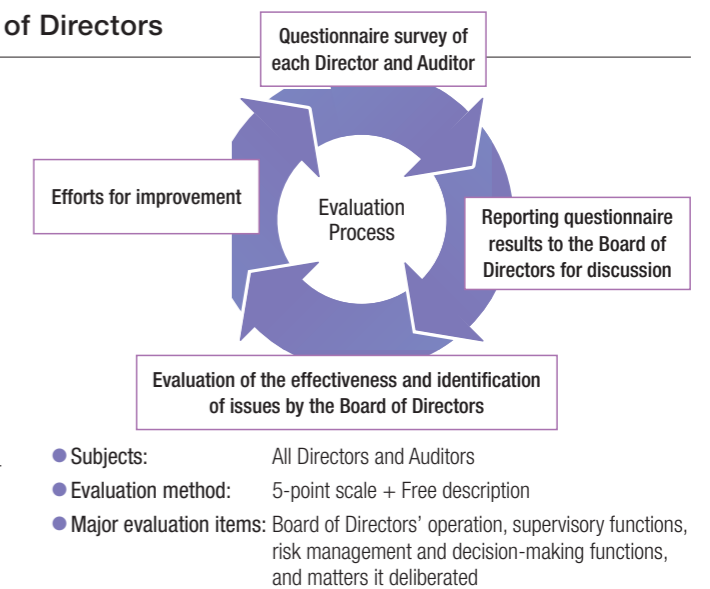 of Directors
Questionnaire survey of
each Director and Auditor
Efforts for improvement
Evaluation
Process
Reporting questionnaire
results to the Board of
Directors for discussion
Evaluation of the effectiveness and identification
of issues by the Board of Directors
● Subjects: All Directors and Auditors
● Evaluation method: 5-point scale + Free description
● Major evaluation items: Board of Directors’ operation, supervisory functions,
risk management and decision-making functions,
and matters it deliberated